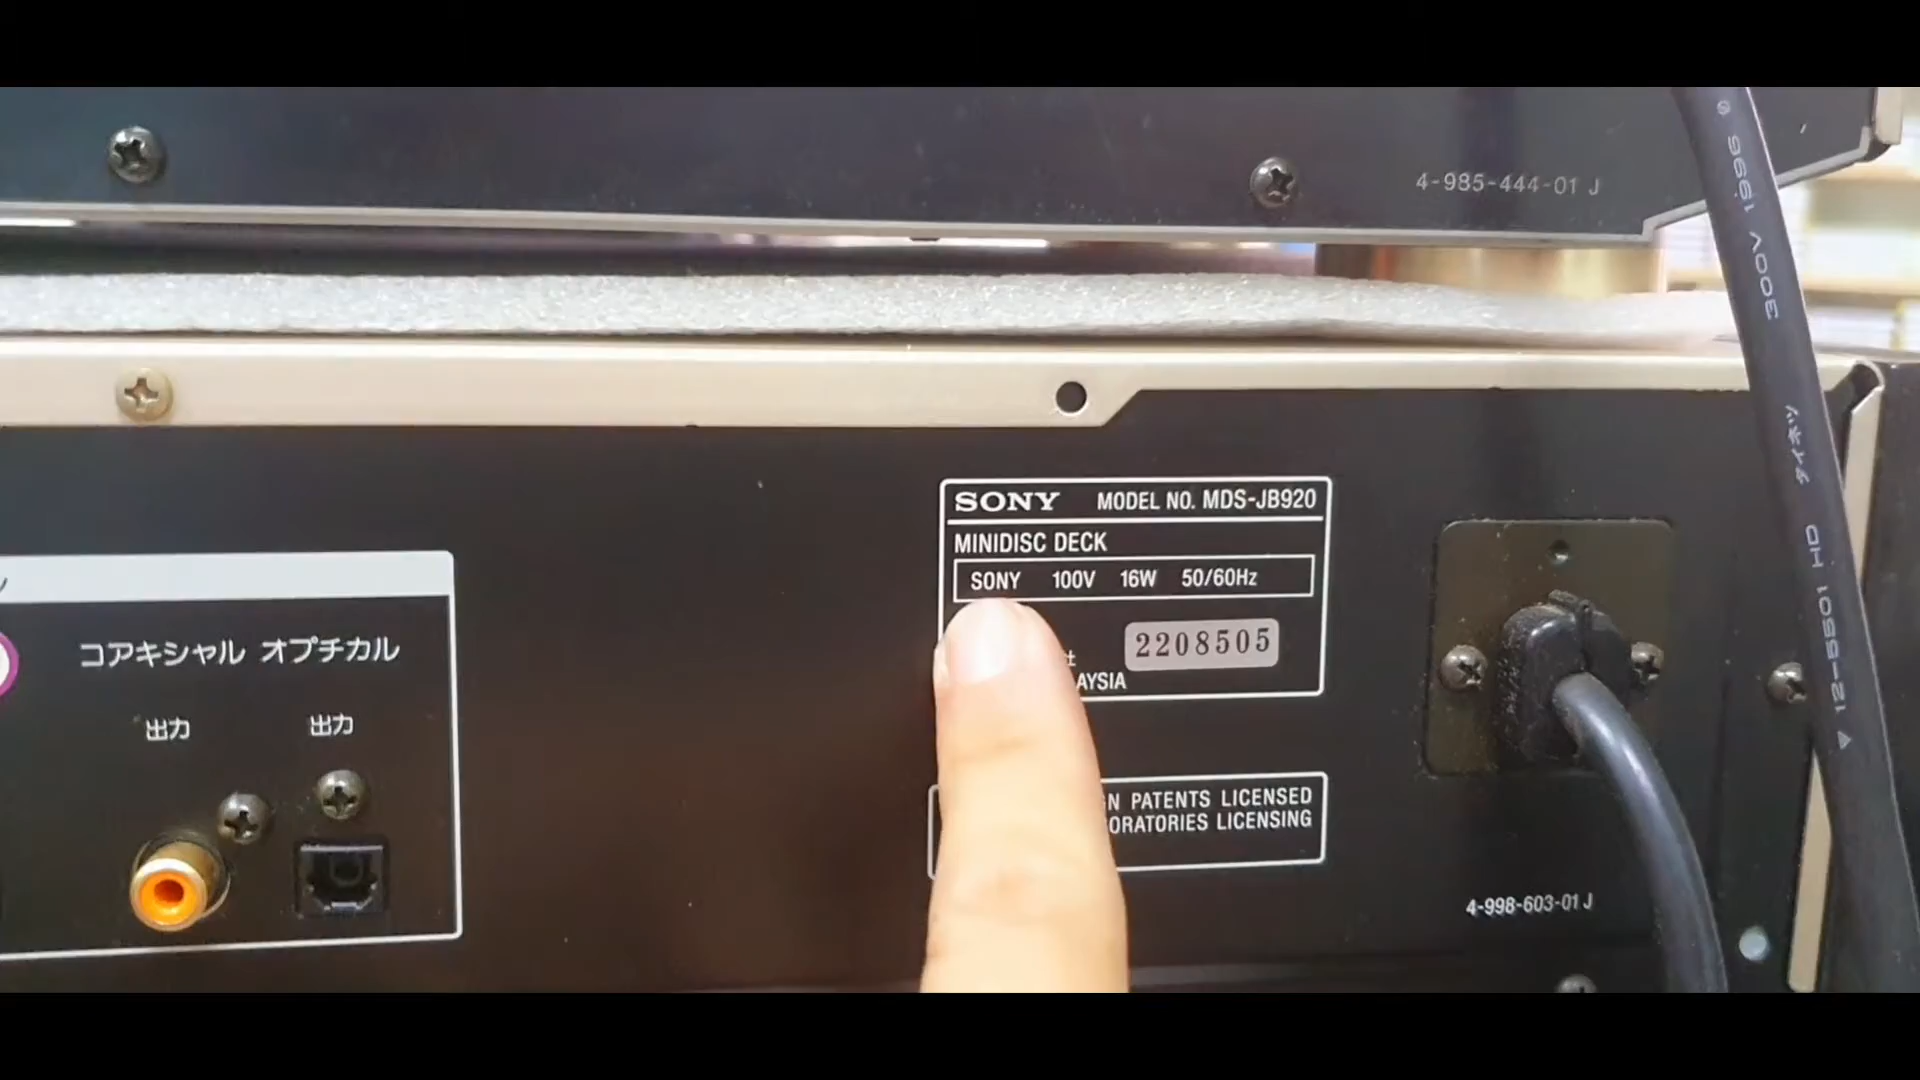 4-985-444-01 J
1996
300V
タイホツ
12-5501 HD
SONY MODEL NO. MDS-JB920
MINIDISC DECK
SONY 100V 16W 50/60Hz
2208505
コアキシャル オプチカル
出力 出力
PATENTS LICENSED
LICENSING
4-998-603-01 J